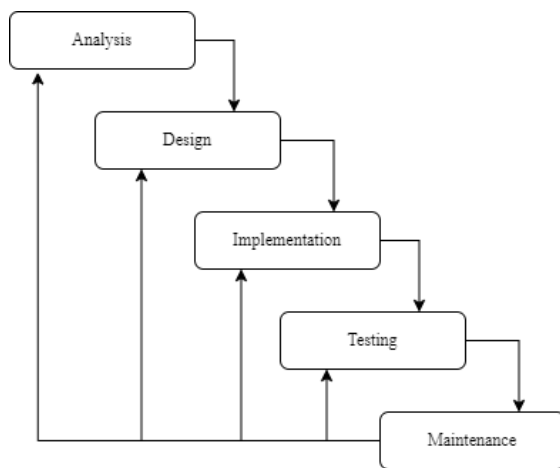 Analysis
Design
Implementation
Testing
Maintenance